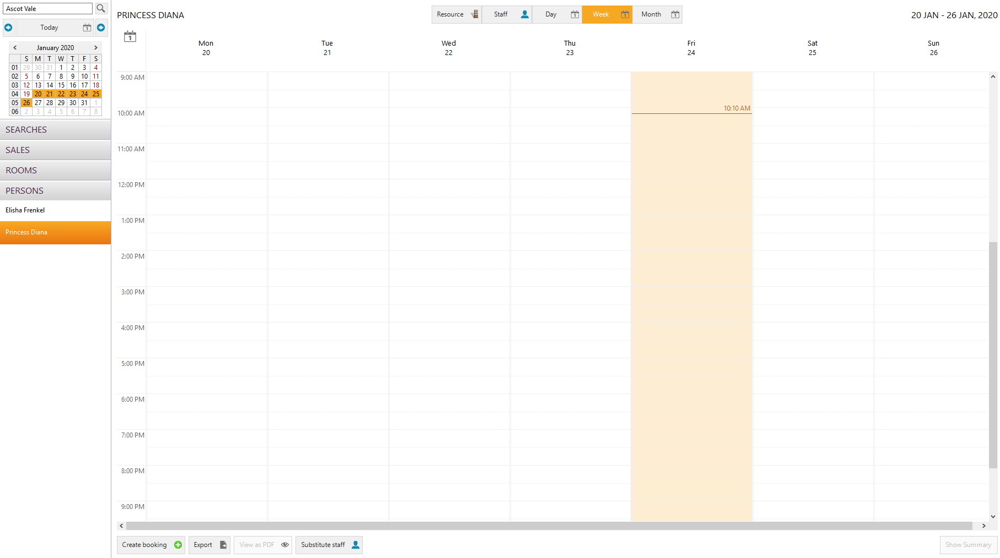 Ascot Vale
Today
January 2020
S M T W T F S
01 29 30 31 1 2 3 4
02 5 6 7 8 9 10 11
03 12 13 14 15 16 17 18
04 19 20 21 22 23 24 25
05 26 27 28 29 30 31 1
06 2 3 4 5 6 7 8
SEARCHES
SALES
ROOMS
PERSONS
Elisha Frenkel
Princess Diana
PRINCESS DIANA
Resource Staff Day 1 Week 1 Month 1
20 JAN - 26 JAN, 2020
1
Mon Tue Wed Thu Fri Sat Sun
20 21 22 23 24 25 26
9:00 AM
10:10 AM
10:00 AM
11:00 AM
12:00 PM
1:00 PM
2:00 PM
3:00 PM
4:00 PM
5:00 PM
6:00 PM
7:00 PM
8:00 PM
9:00 PM
Create booking Export View as PDF Substitute staff Show Summary